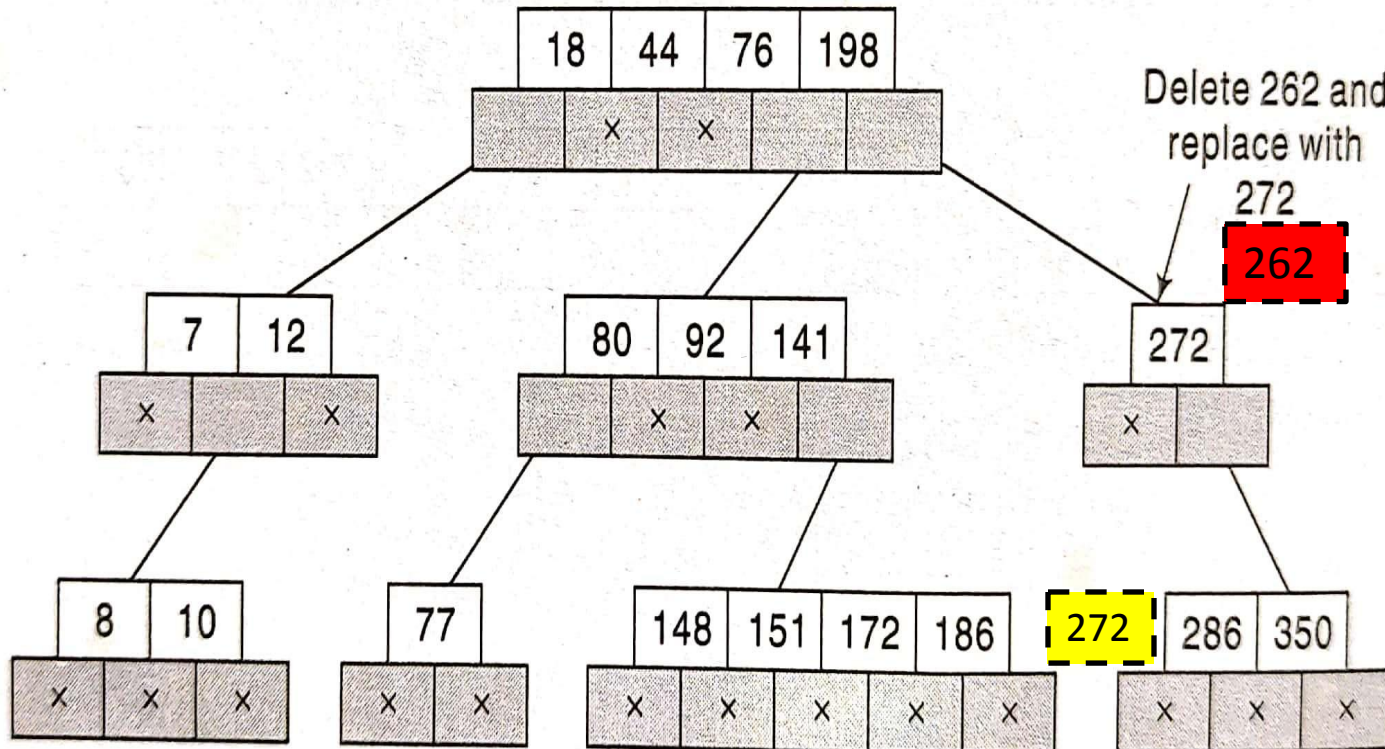 18 44 76 198
× ×
Delete 262 and
replace with
272
262
7 12
80 92 141
272
× ×
× ×
×
8 10
77
148 151 172 186
272
286 350
× × ×
× ×
× × × × ×
× × ×